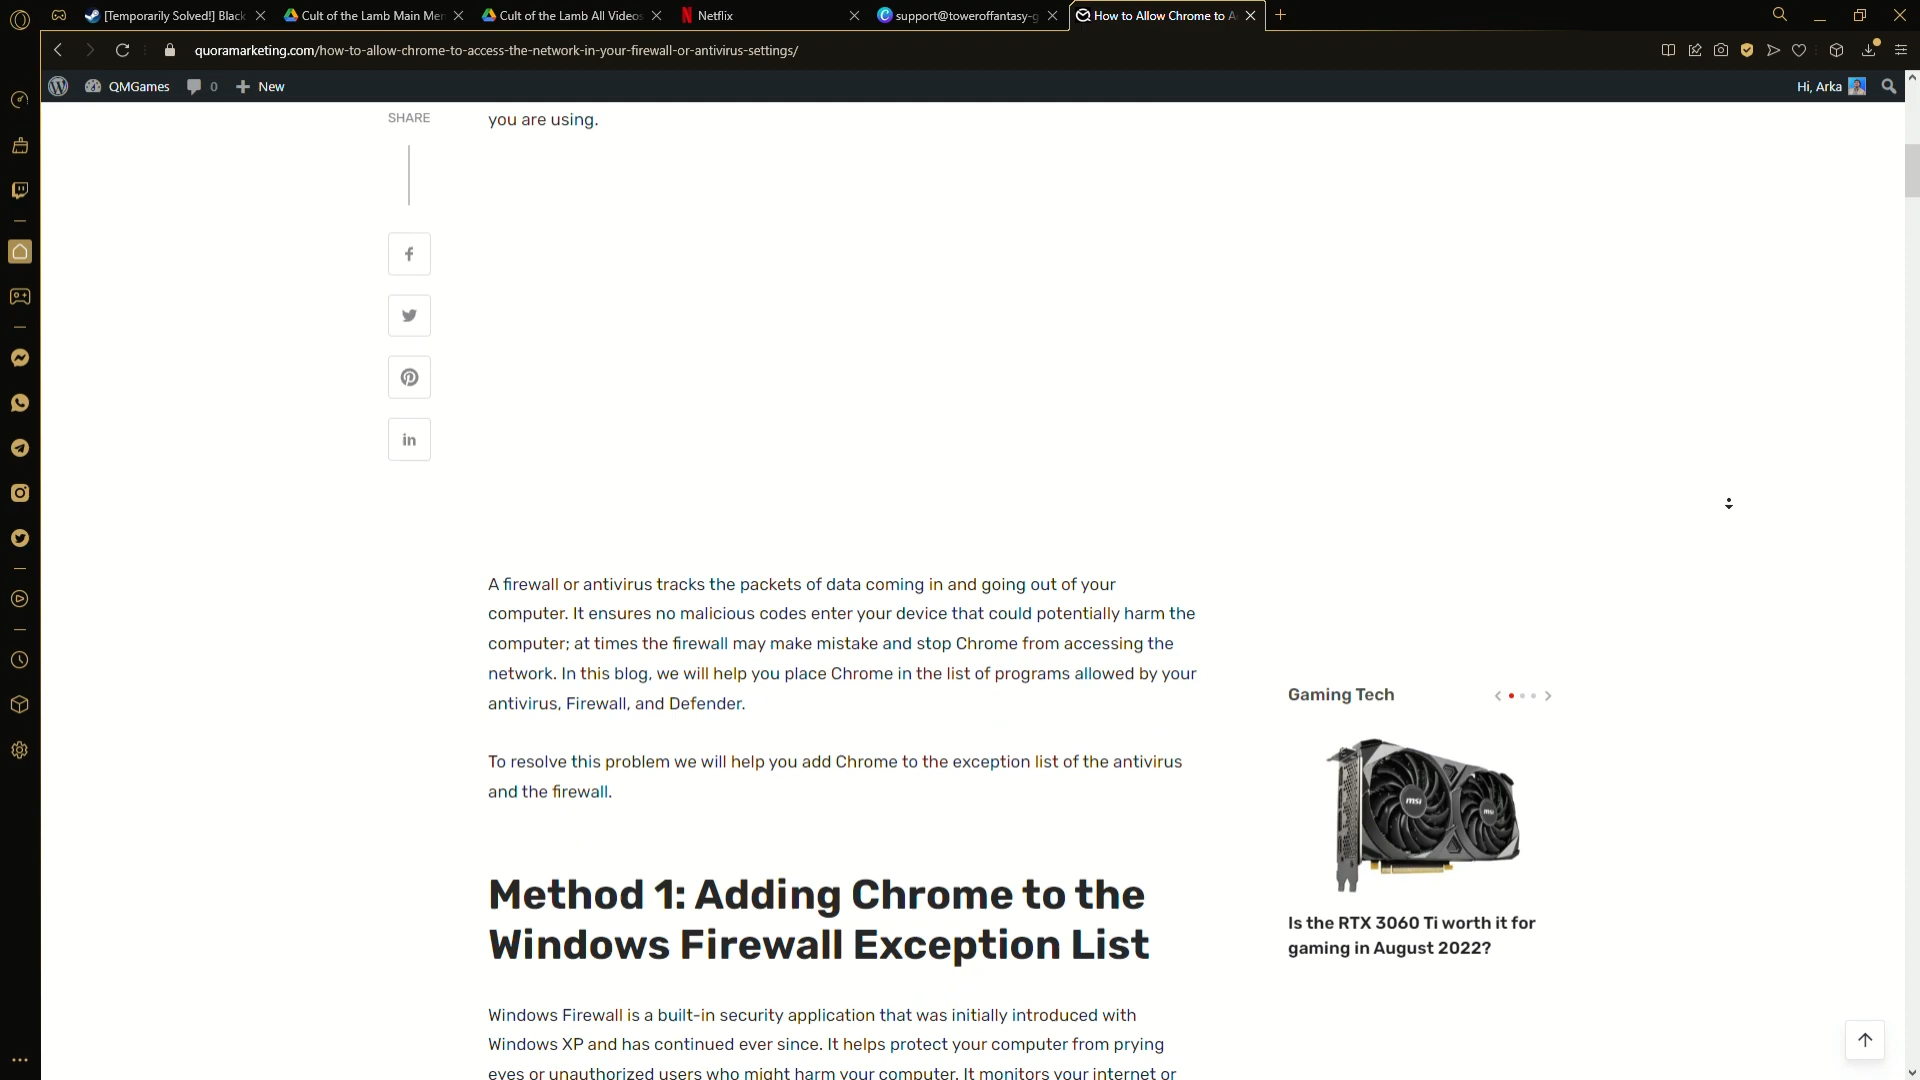 [Temporarily Solved!] Black
Cult of the Lamb Main Men
Cult of the Lamb All Videos
Netflix
support@toweroffantasy-g
How to Allow Chrome to A
quoramarketing.com/how-to-allow-chrome-to-access-the-network-in-your-firewall-or-antivirus-settings/
QMGames
0
New
Hi, Arka
SHARE
you are using.
A firewall or antivirus tracks the packets of data coming in and going out of your
computer. It ensures no malicious codes enter your device that could potentially harm the
computer; at times the firewall may make mistake and stop Chrome from accessing the
network. In this blog, we will help you place Chrome in the list of programs allowed by your
antivirus, Firewall, and Defender.
To resolve this problem we will help you add Chrome to the exception list of the antivirus
and the firewall.
Gaming Tech
msi
msi
Is the RTX 3060 Ti worth it for
gaming in August 2022?
Method 1: Adding Chrome to the
Windows Firewall Exception List
Windows Firewall is a built-in security application that was initially introduced with
Windows XP and has continued ever since. It helps protect your computer from prying
eyes or unauthorized users who might harm your computer. It monitors your internet or